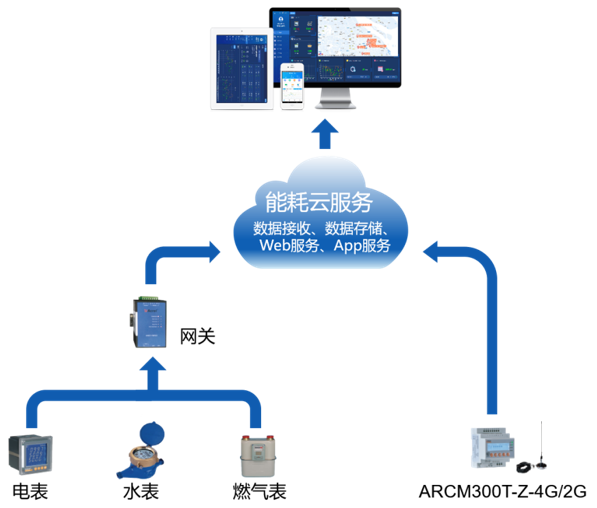 能耗云服务
数据接收、数据存储、
Web服务、App服务
网关
电表
水表
燃气表
ARCM300T-Z-4G/2G